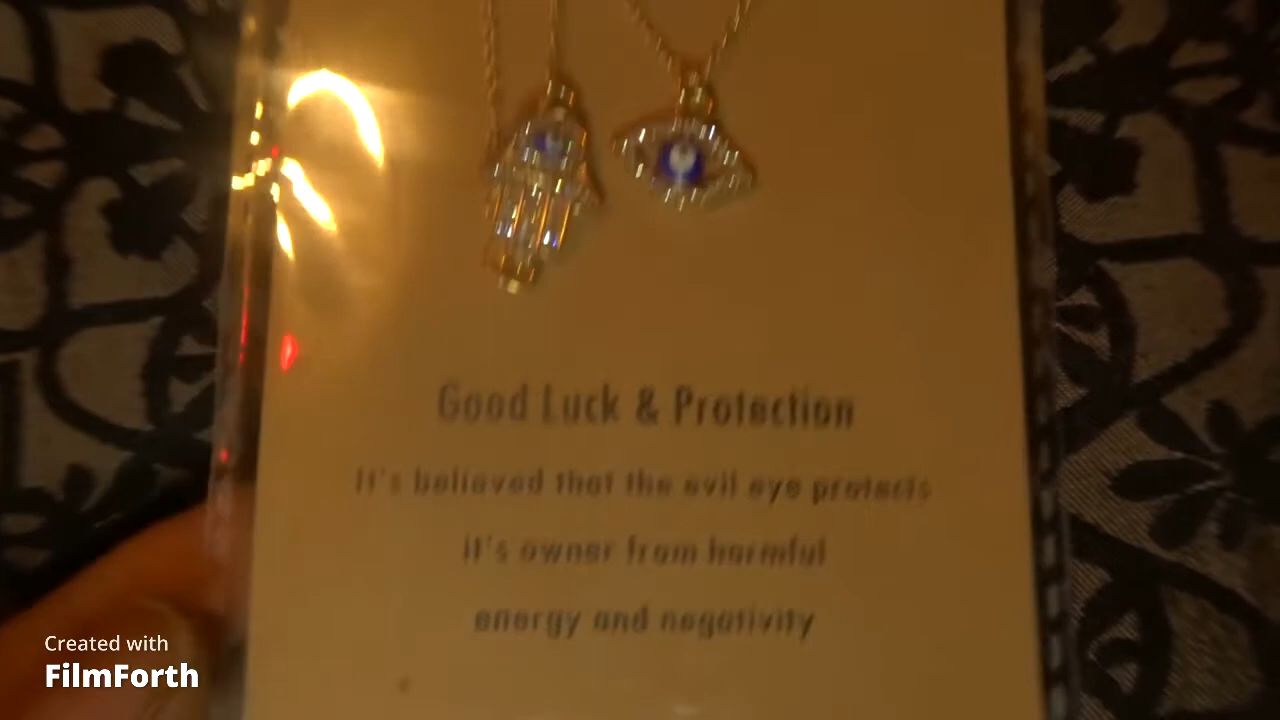 Good Luck & Protection
It's believed that the evil eye protects
it's owner from harmful
energy and negativity
Created with
FilmForth